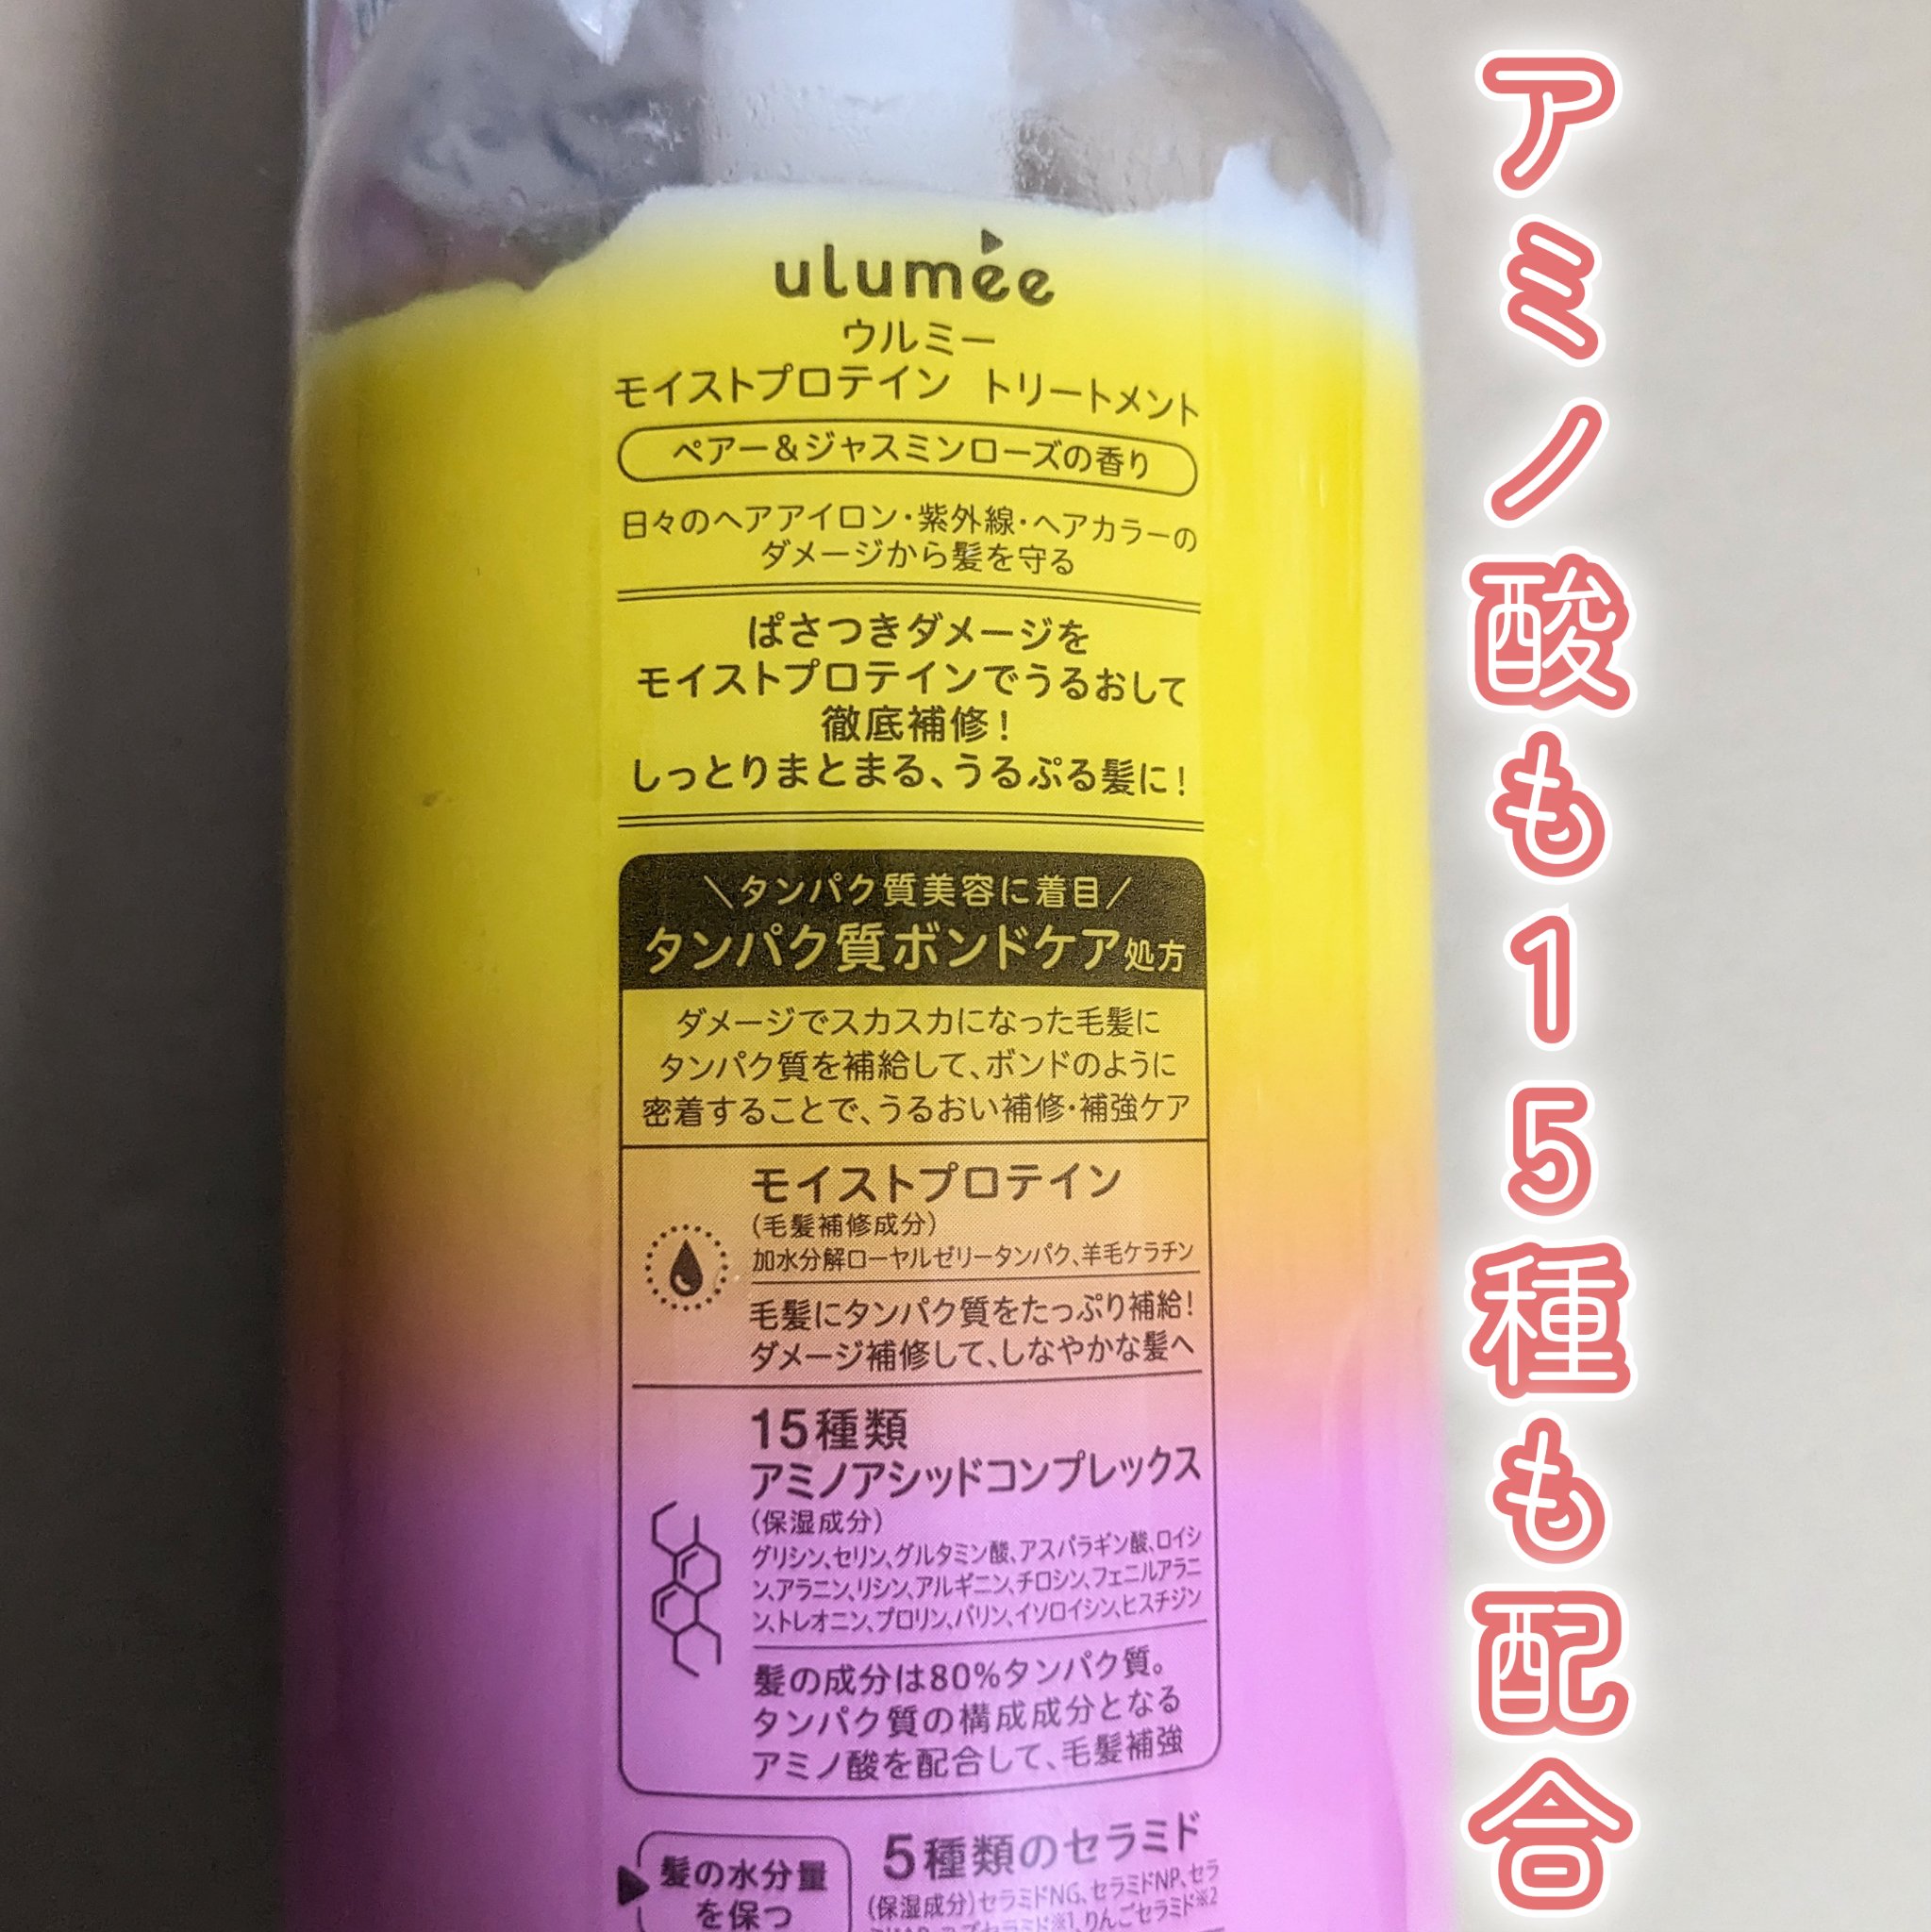 ulumée
ウルミー
モイストプロテイン トリートメント
ペアー&ジャスミンローズの香り
日々のヘアアイロン・紫外線・ヘアカラーの
ダメージから髪を守る
ぱさつきダメージを
モイストプロテインでうるおして
徹底補修!
しっとりまとまる、うるぷる髪に!
\タンパク質美容に着目/
タンパク質ボンドケア処方
ダメージでスカスカになった毛髪に
タンパク質を補給して、ボンドのように
密着することで、うるおい補修・補強ケア
モイストプロテイン
(毛髪補修成分)
加水分解ローヤルゼリータンパク、羊毛ケラチン
毛髪にタンパク質をたっぷり補給!
ダメージ補修して、しなやかな髪へ
15種類
アミノアシッドコンプレックス
(保湿成分)
グリシン、セリン、グルタミン酸、アスパラギン酸、ロイシ
ン、アラニン、リシン、アルギニン、チロシン、フェニルアラニ
ン、トレオニン、プロリン、バリン、イソロイシン、ヒスチジン
髪の成分は80%タンパク質。
タンパク質の構成成分となる
アミノ酸を配合して、毛髪補強
髪の水分量
を保つ
5種類のセラミド
(保湿成分)セラミドNG、セラミドNP、セラ
りんごセラミド※2
アミノ酸も15種も配合